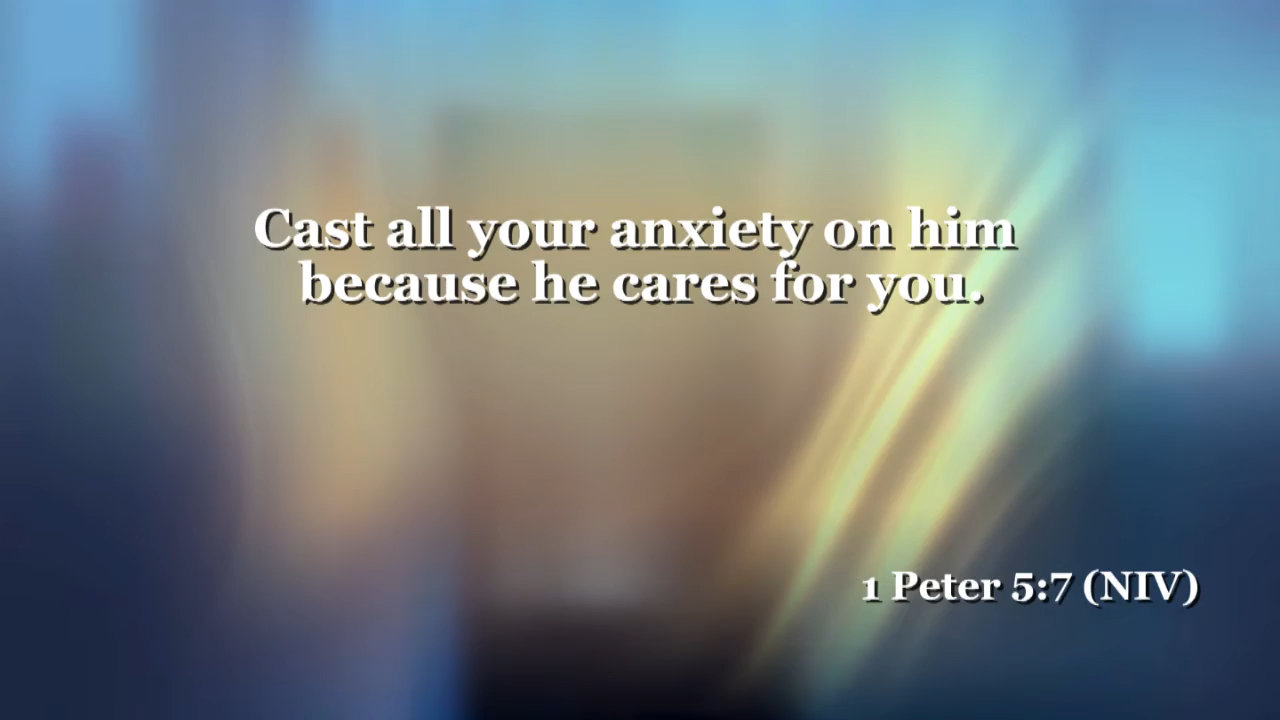 Cast all your anxiety on him
because he cares for you.
1 Peter 5:7 (NIV)